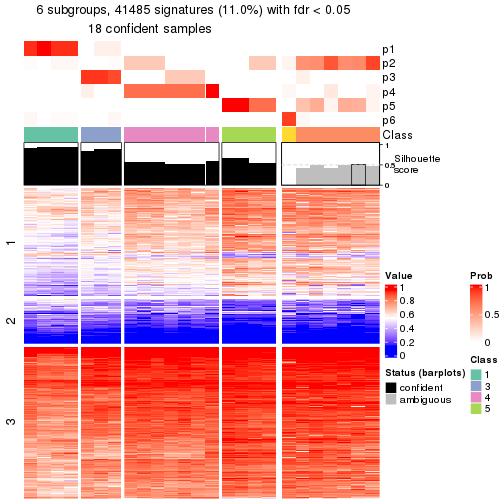 6 subgroups, 41485 signatures (11.0%) with fdr < 0.05
18 confident samples
p1
p2
p3
p4
p5
p6
Class
1
0.5
0
Silhouette
score
1
2
3
Value
1
0.8
0.6
0.4
0.2
0
Prob
1
0.5
0
Status (barplots)
confident
ambiguous
Class
1
3
4
5